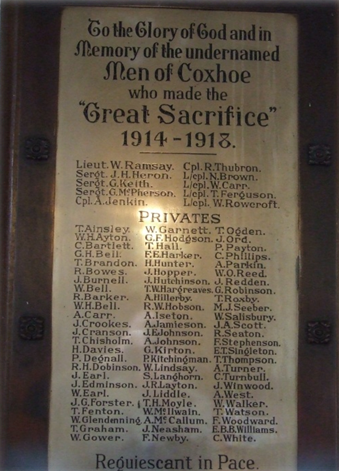 To the Glory of God and in
Memory of the undernamed
Men of Coxhoe
who made the
"Great Sacrifice"
1914-1918.
Lieut. W. Ramsay. Cpl. R. Thubron.
Sergt. J. H. Heron. L/cpl. N. Brown.
Sergt. G. Keith. L/cpl. W. Carr.
Sergt. G. McPherson. L/cpl. T. Ferguson.
Cpl. A. Jenkin. L/cpl. W. Rowcroft.
PRIVATES
T. Ainsley. W. Garnett. T. Ogden.
W. H. Ayton. G. F. Hodgson. J. Ord.
C. Bartlett. T. Hall. P. Payton.
G. H. Bell. F. E. Harker. C. Phillips.
T. Brandon. H. Hunter. A. Parkin.
R. Bowes. J. Hopper. W. O. Reed.
J. Burnell. J. Hutchinson. J. Redden.
W. Bell. T. W. Hargreaves. G. Robinson.
R. Barker. A. Hillerby. T. Roxby.
W. H. Bell. R. W. Hobson. M. J. Seeber.
A. Carr. A. Iseton. W. Salisbury.
J. Crookes. A. Jameson. J. A. Scott.
J. Cranson. J. E. Johnson. R. Seaton.
T. Chisholm. A. Johnson. F. Stephenson.
H. Davies. G. Kirton. E. T. Singleton.
P. Degnall. P. Kitchingman. T. Thompson.
R. H. Dobinson. W. Lindsay. A. Turner.
J. Earl. S. Langhorn. C. Turnbull.
J. Edminson. J. R. Layton. J. Winwood.
W. Earl. J. Liddle. A. West.
J. G. Forster. T. H. Moyle. W. Walker.
T. Fenton. W. McIlwain. T. Watson.
W. Glendenning. A. McCallum. F. Woodward.
T. Graham. J. Neasham. E. B. B. Williams.
W. Gower. F. Newby. C. White.
Requiescant in Pace.